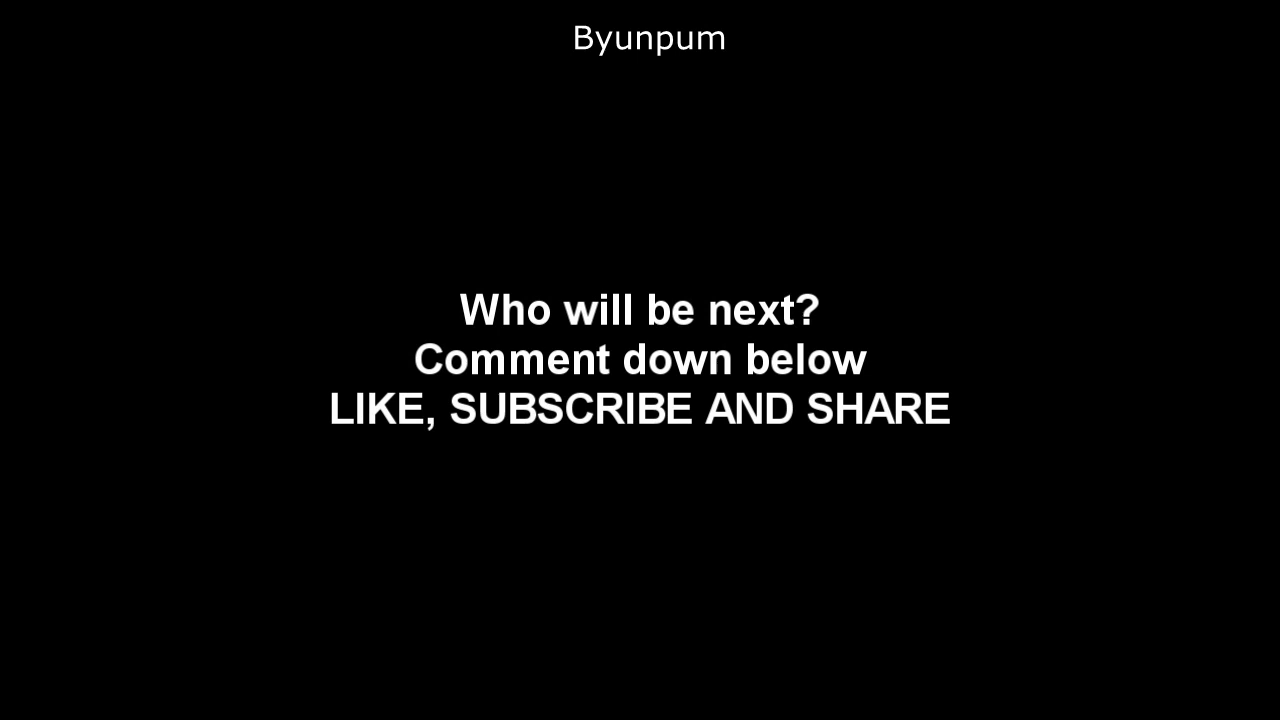 Byunpum
Who will be next?
Comment down below
LIKE, SUBSCRIBE AND SHARE